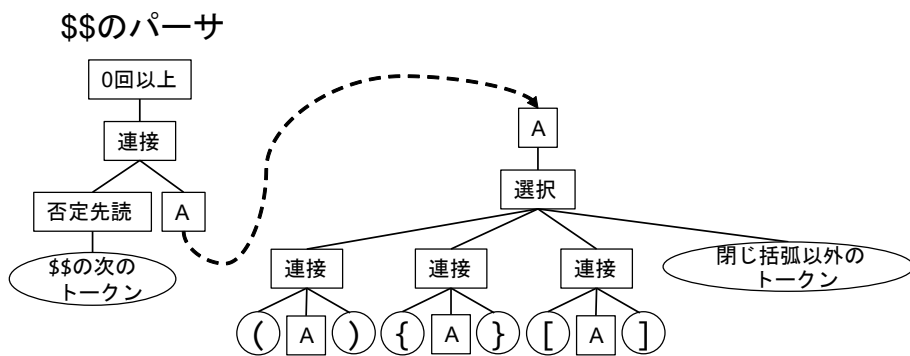 $$のパーサ
0回以上
連接
否定先読
A
$$の次の
トークン
A
選択
連接
連接
連接
閉じ括弧以外の
トークン
( A ) { A } [ A ]